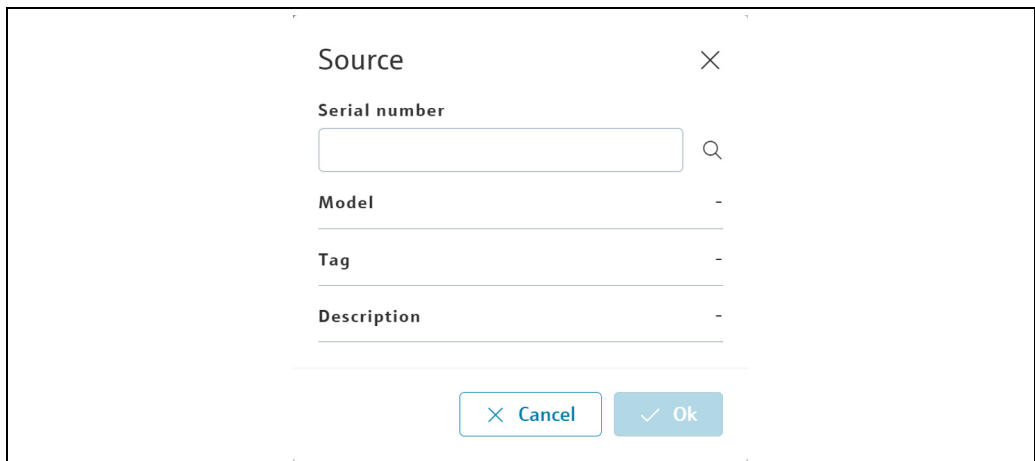 Source
Serial number
Model -
Tag -
Description -
Cancel Ok